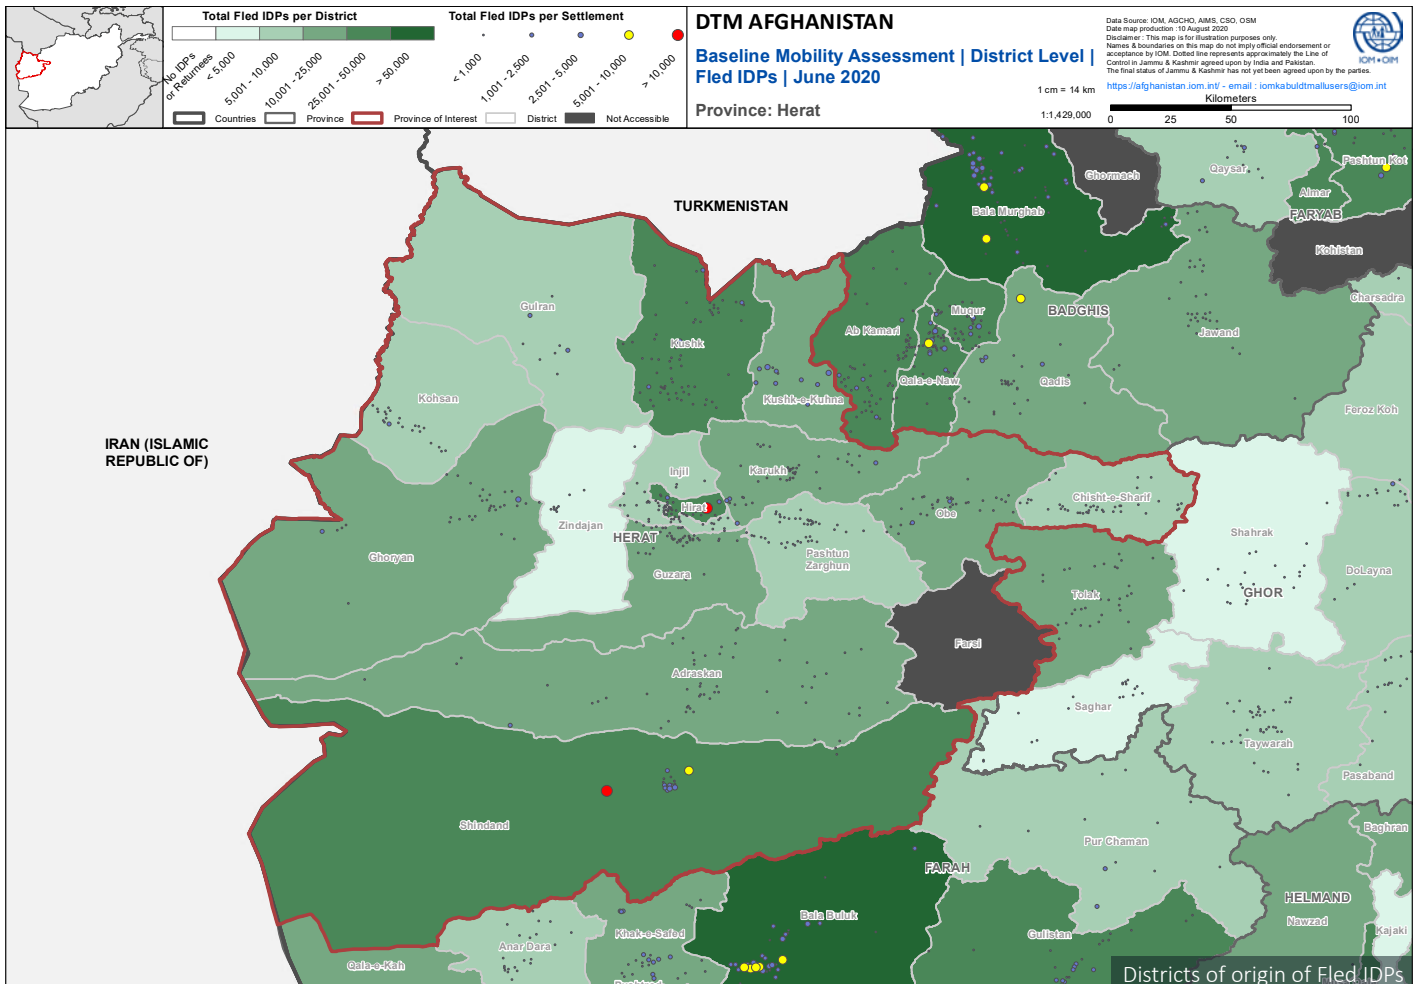 Total Fled IDPs per District
No IDPs
or Returnees
< 5,000
5,001 - 10,000
10,001 - 25,000
25,001 - 50,000
> 50,000
Total Fled IDPs per Settlement
< 1,000
1,001 - 2,500
2,501 - 5,000
5,001 - 10,000
> 10,000
Countries
Province
Province of Interest
District
Not Accessible
DTM AFGHANISTAN
Baseline Mobility Assessment | District Level |
Fled IDPs | June 2020
Province: Herat
1 cm = 14 km
1:1,429,000
Data Source: IOM, AGCHO, AIMS, CSO, OSM
Date map production :10 August 2020
Disclaimer : This map is for illustration purposes only.
Names & boundaries on this map do not imply official endorsement or
acceptance by IOM. Dotted line represents approximately the Line of
Control in Jammu & Kashmir agreed upon by India and Pakistan.
The final status of Jammu & Kashmir has not yet been agreed upon by the parties.
https://afghanistan.iom.int/ - email : iomkabuldtmallusers@iom.int
IOM • OIM
Kilometers
0 25 50 100
TURKMENISTAN
IRAN (ISLAMIC
REPUBLIC OF)
Ghormach
Qaysar
Pashtun Kot
Almar
FARYAB
Bala Murghab
Kohistan
Charsadra
Gulran
Muqur
BADGHIS
Ab Kamari
Jawand
Kushk
Qala-e-Naw
Qadis
Kohsan
Kushk-e-Kuhna
Feroz Koh
Injil
Karukh
Chisht-e-Sharif
Hirat
Obe
Zindajan
HERAT
Shahrak
Ghoryan
Pashtun
Zarghun
Guzara
DoLayna
Tolak
GHOR
Farsi
Adraskan
Saghar
Taywarah
Pasaband
Shindand
Baghran
Pur Chaman
FARAH
HELMAND
Bala Buluk
Nawzad
Khak-e-Safed
Gulistan
Kajaki
Anar Dara
Qala-e-Kah
Districts of origin of Fled IDPs